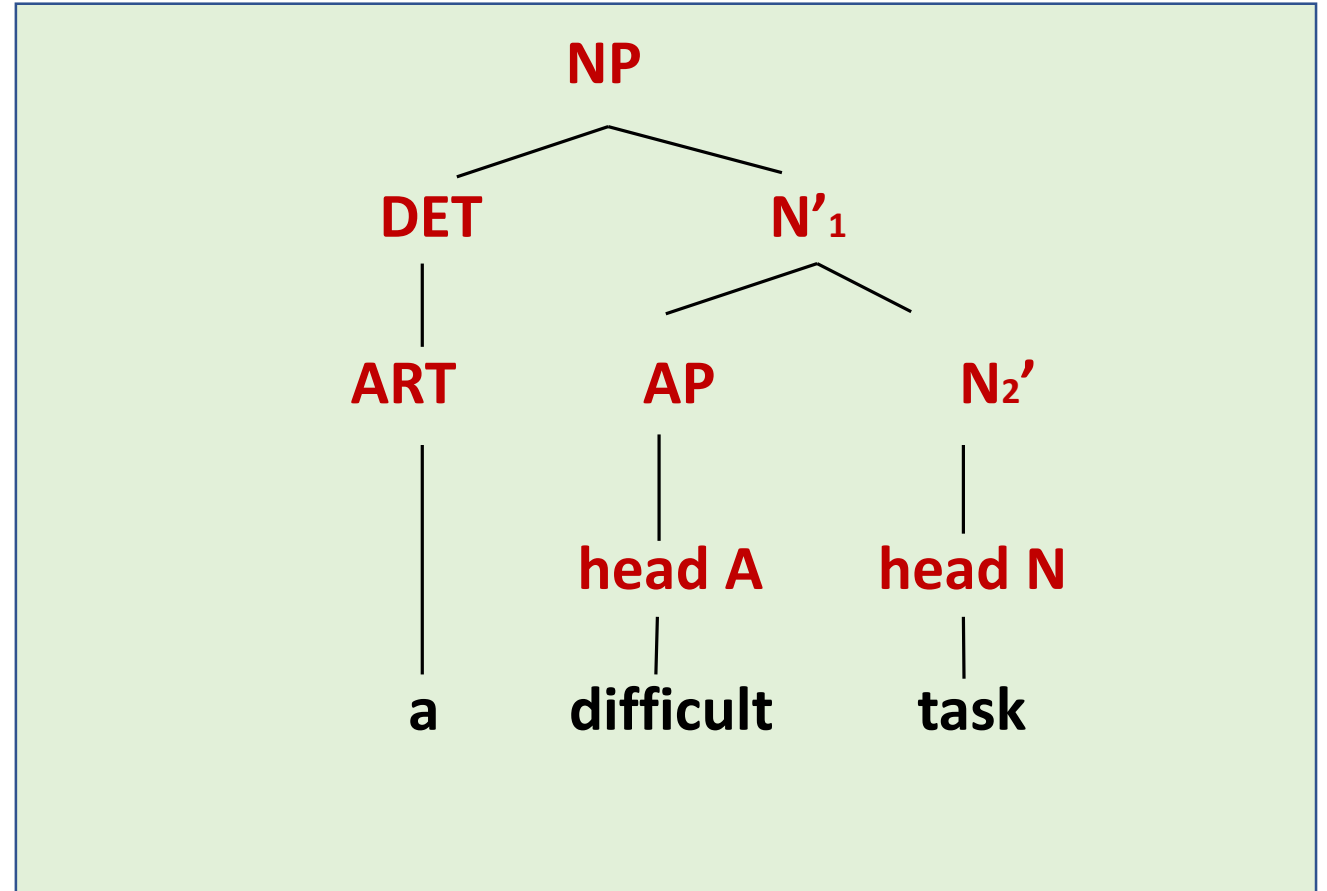 NP
DET N’₁
ART AP N₂’
head A head N
a difficult task